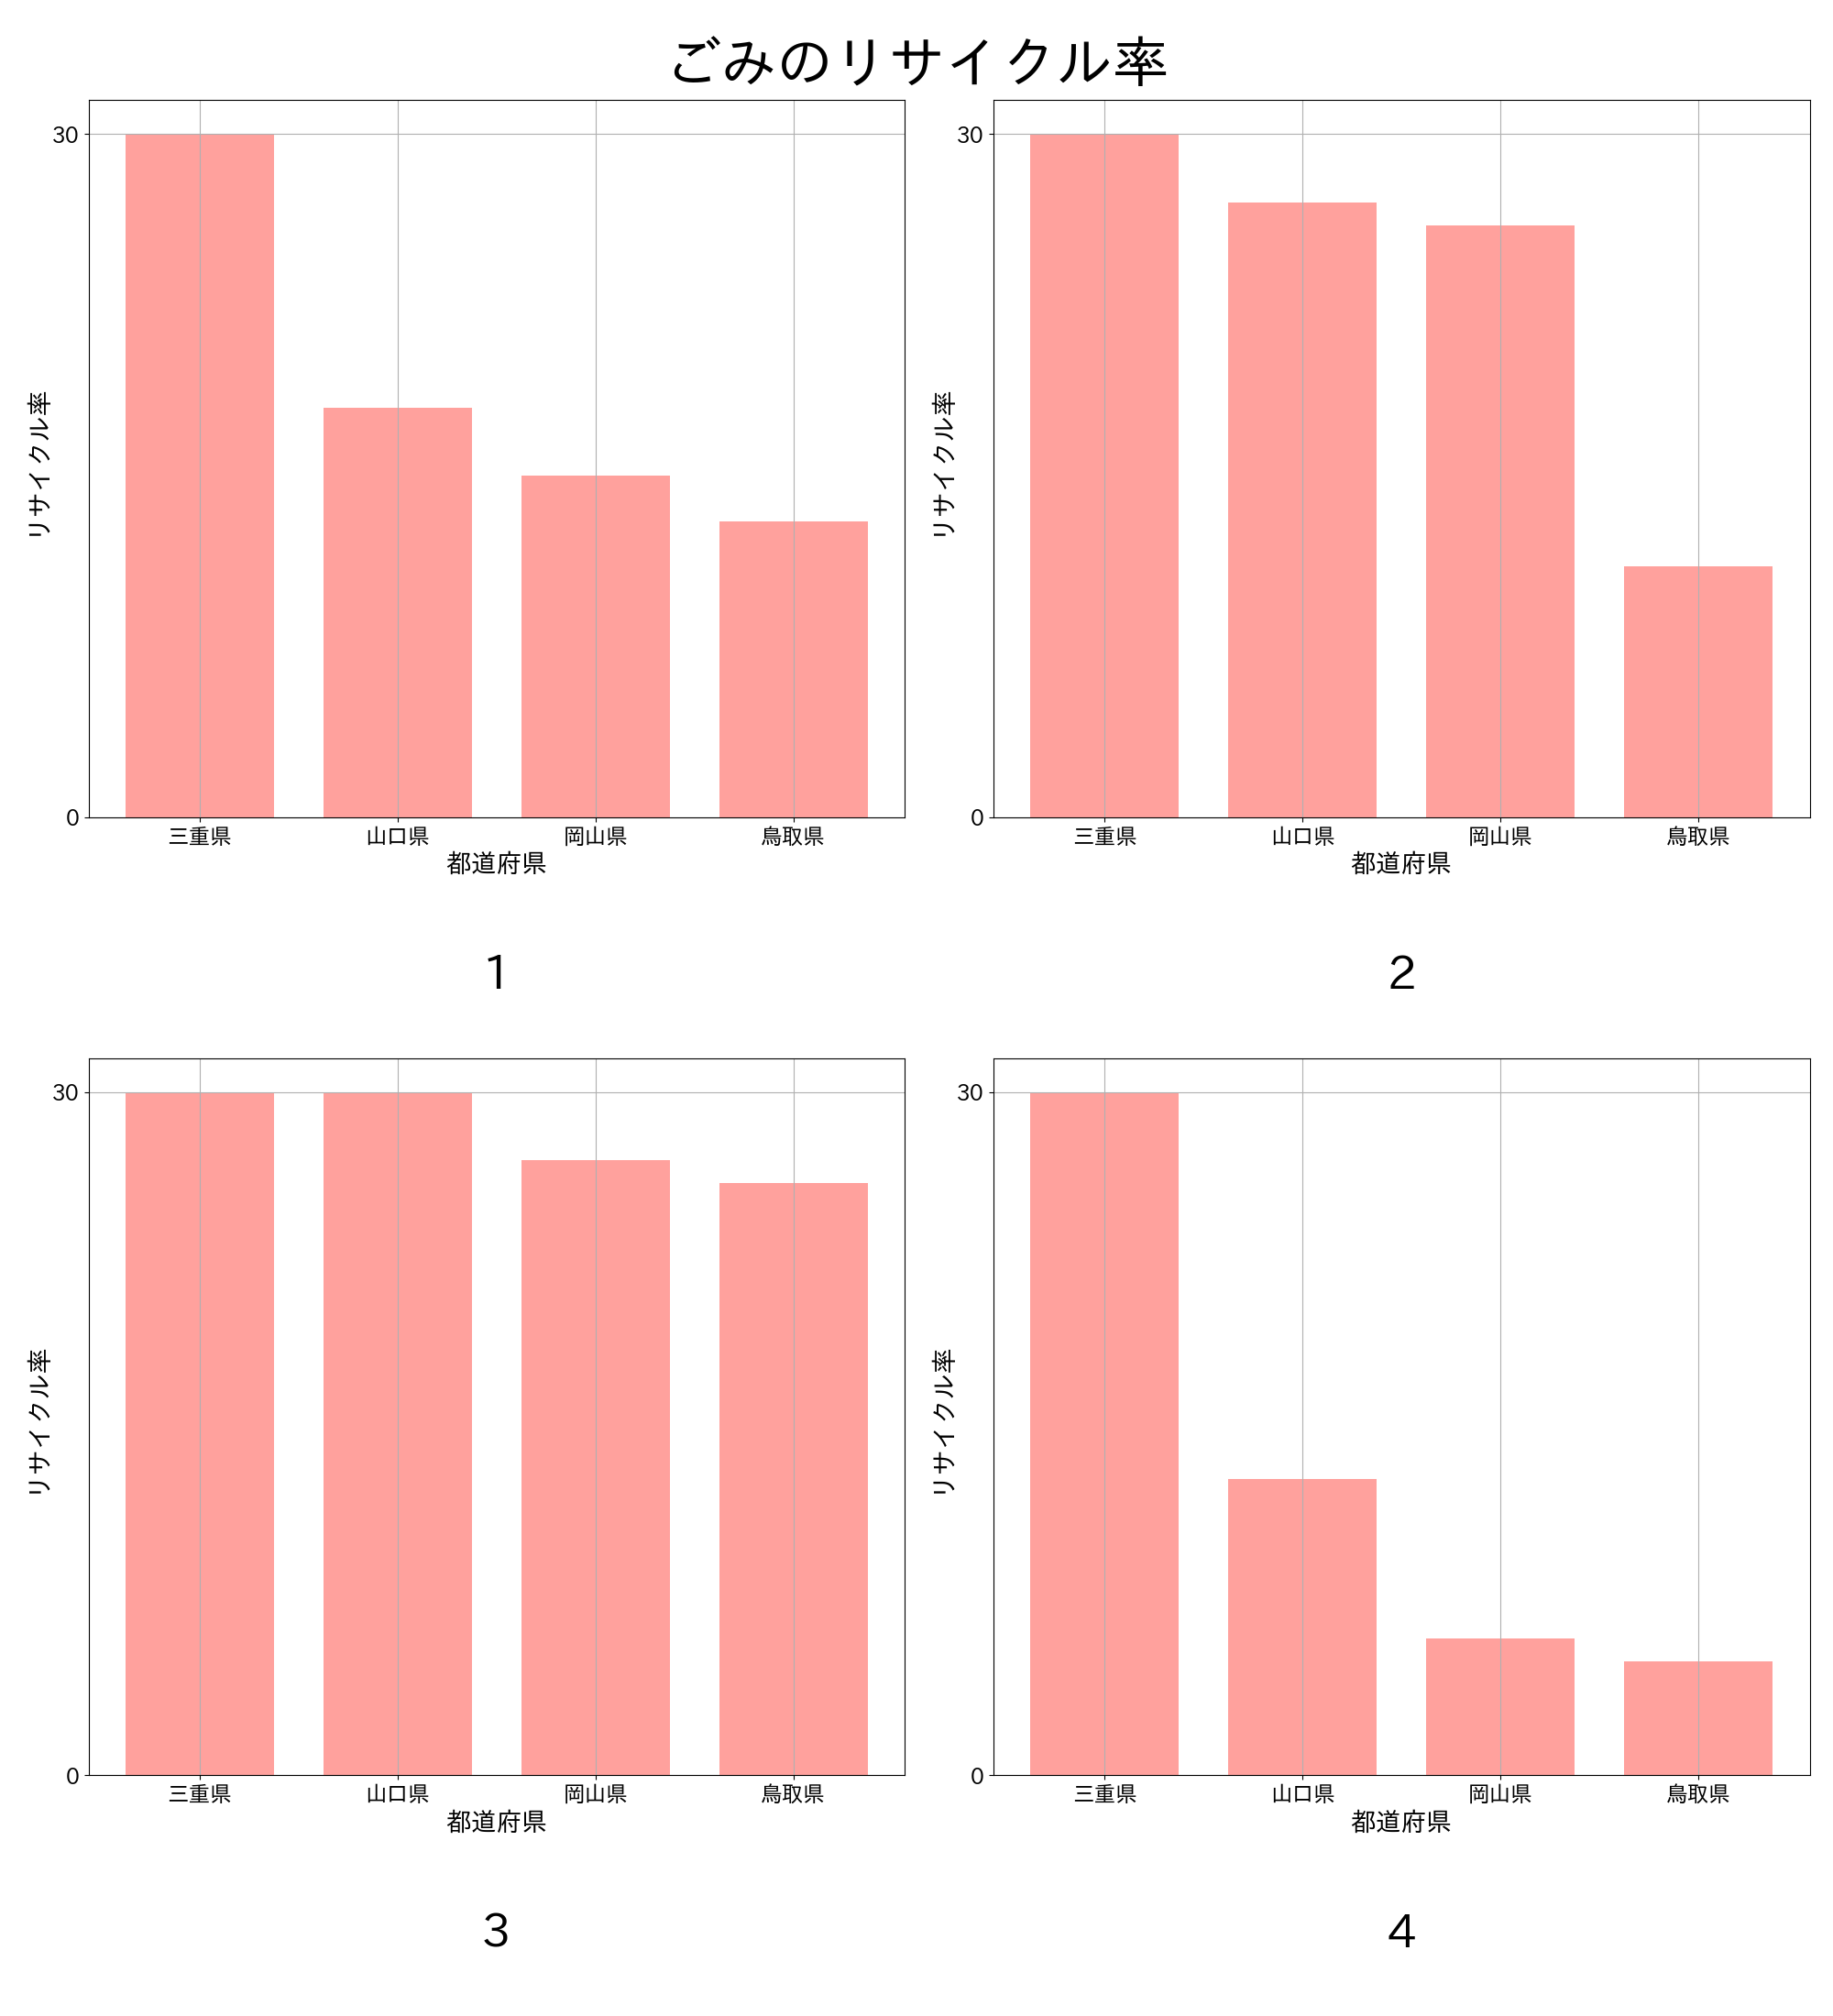 ごみのリサイクル率
30
0
リサイクル率
三重県 山口県 岡山県 鳥取県
都道府県
1
30
0
リサイクル率
三重県 山口県 岡山県 鳥取県
都道府県
2
30
0
リサイクル率
三重県 山口県 岡山県 鳥取県
都道府県
3
30
0
リサイクル率
三重県 山口県 岡山県 鳥取県
都道府県
4